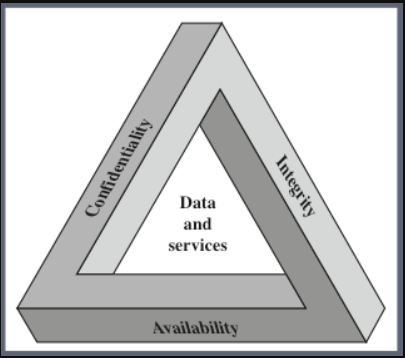 Confidentiality
Integrity
Data
and
services
Availability